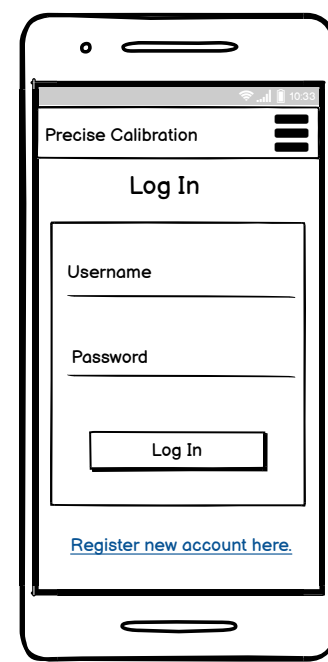 10:33
Precise Calibration
Log In
Username
Password
Log In
Register new account here.